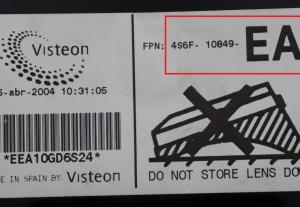 Visteon
FPN: 4S6F- 10849- EA
-abr-2004 10:31:05
*EEA10GD6S24*
E IN SPAIN BY Visteon
DO NOT STORE LENS DO